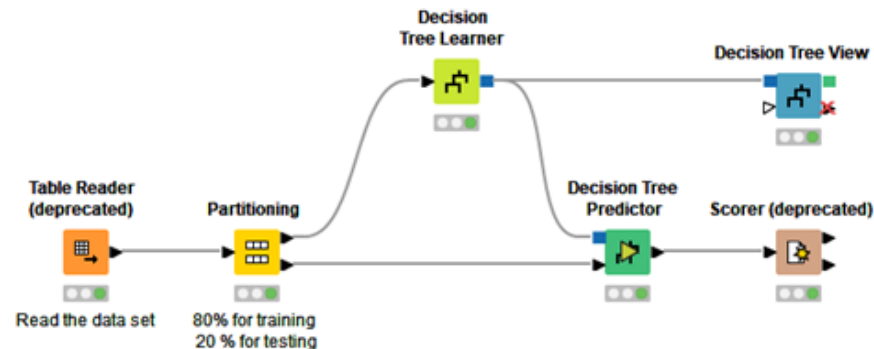 Decision
Tree Learner
Decision Tree View
Table Reader
(deprecated)
Partitioning
Decision Tree
Predictor
Scorer (deprecated)
Read the data set
80% for training
20 % for testing